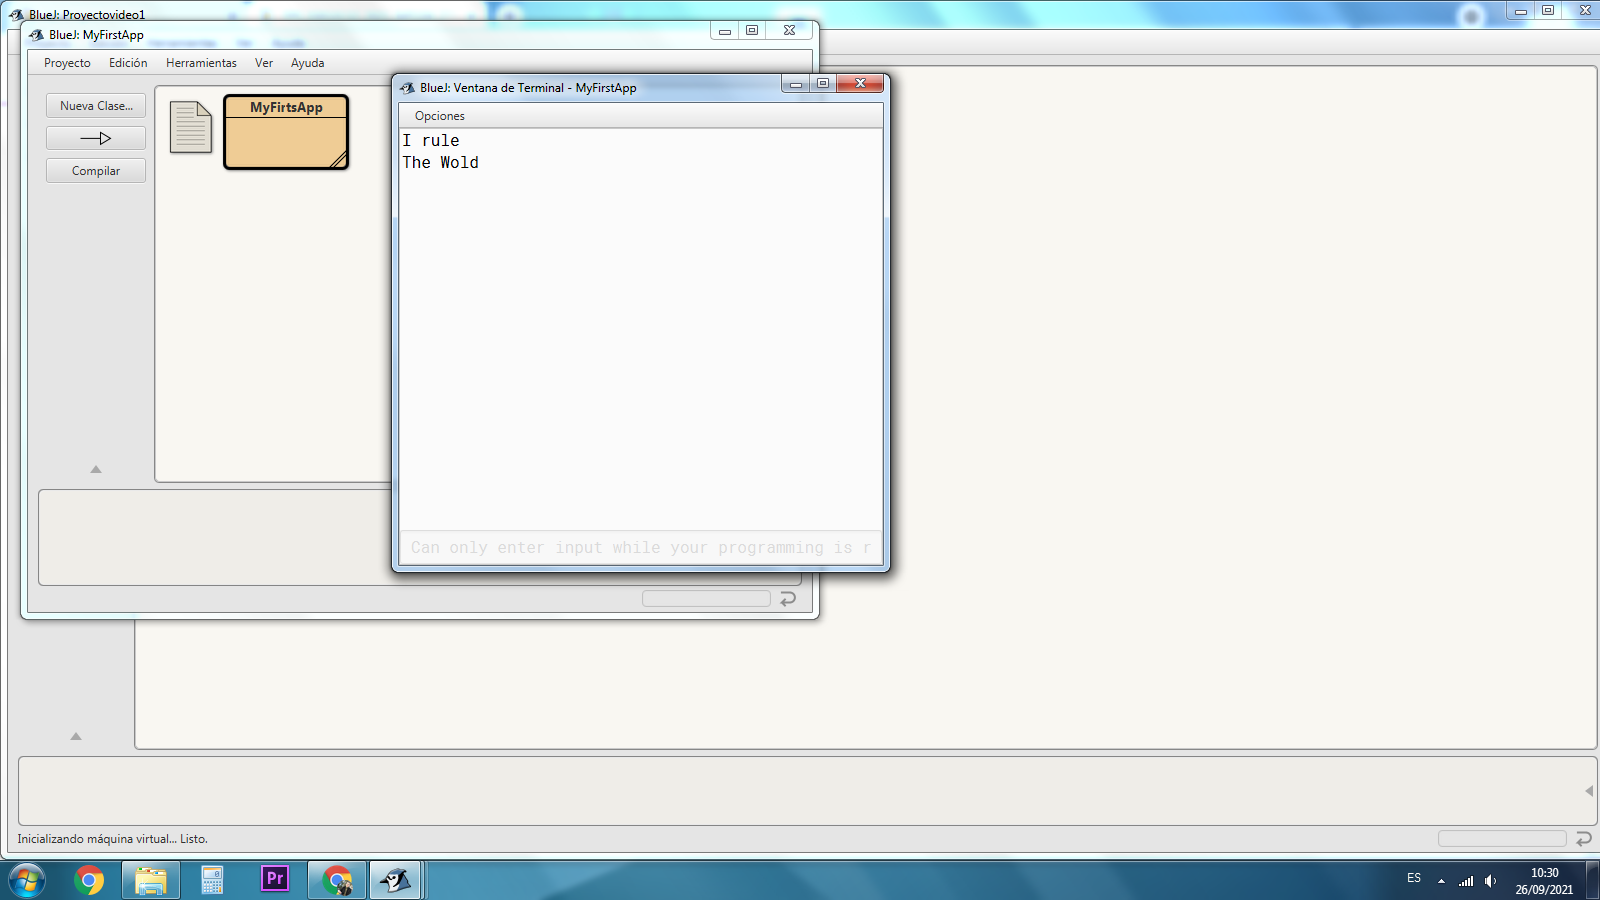 BlueJ: Proyectovideo1
BlueJ: MyFirstApp
Proyecto Edición Herramientas Ver Ayuda
Nueva Clase...
Compilar
MyFirtsApp
BlueJ: Ventana de Terminal - MyFirstApp
Opciones
I rule
The Wold
Can only enter input while your programming is r
Inicializando máquina virtual... Listo.
Pr
ES
10:30
26/09/2021